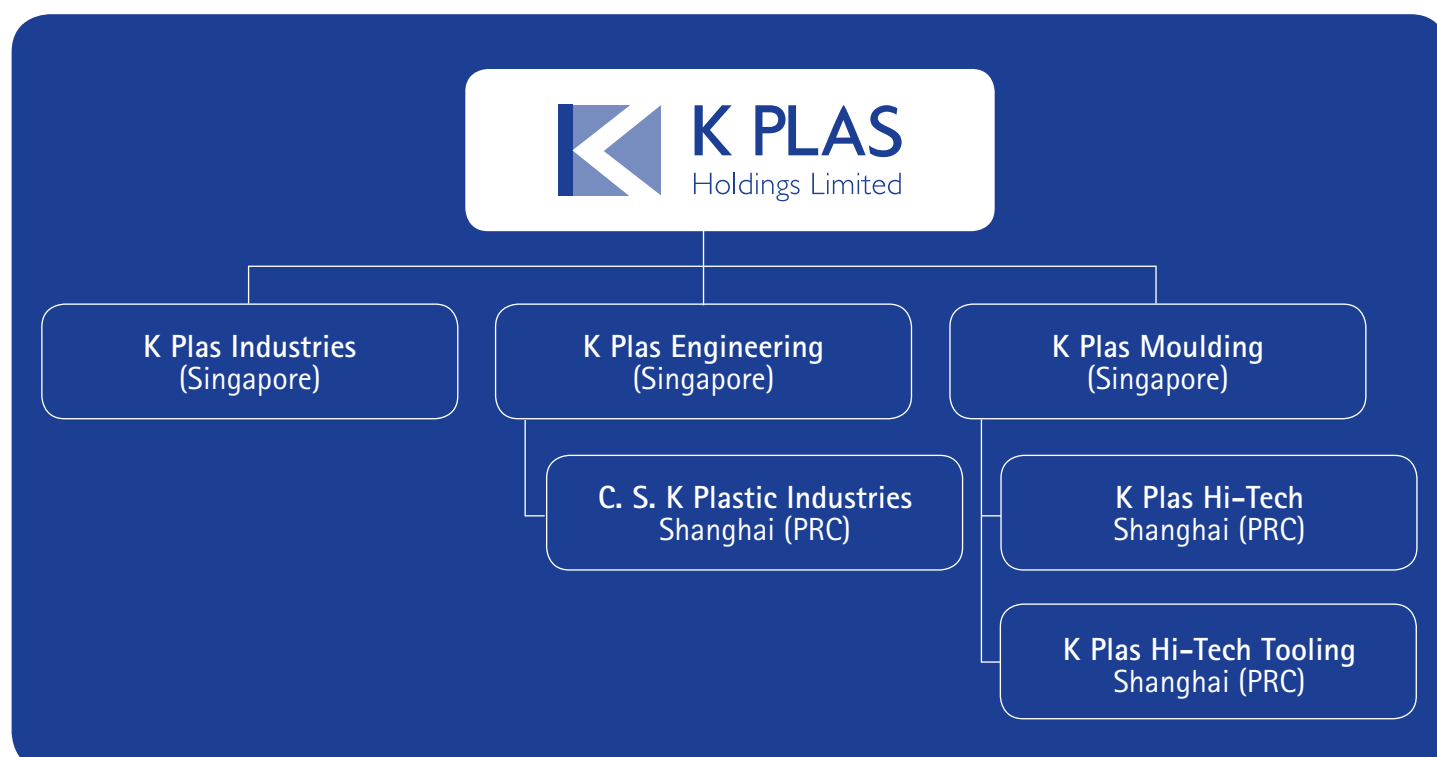 K PLAS
Holdings Limited
K Plas Industries
(Singapore)
K Plas Engineering
(Singapore)
K Plas Moulding
(Singapore)
C. S. K Plastic Industries
Shanghai (PRC)
K Plas Hi-Tech
Shanghai (PRC)
K Plas Hi-Tech Tooling
Shanghai (PRC)